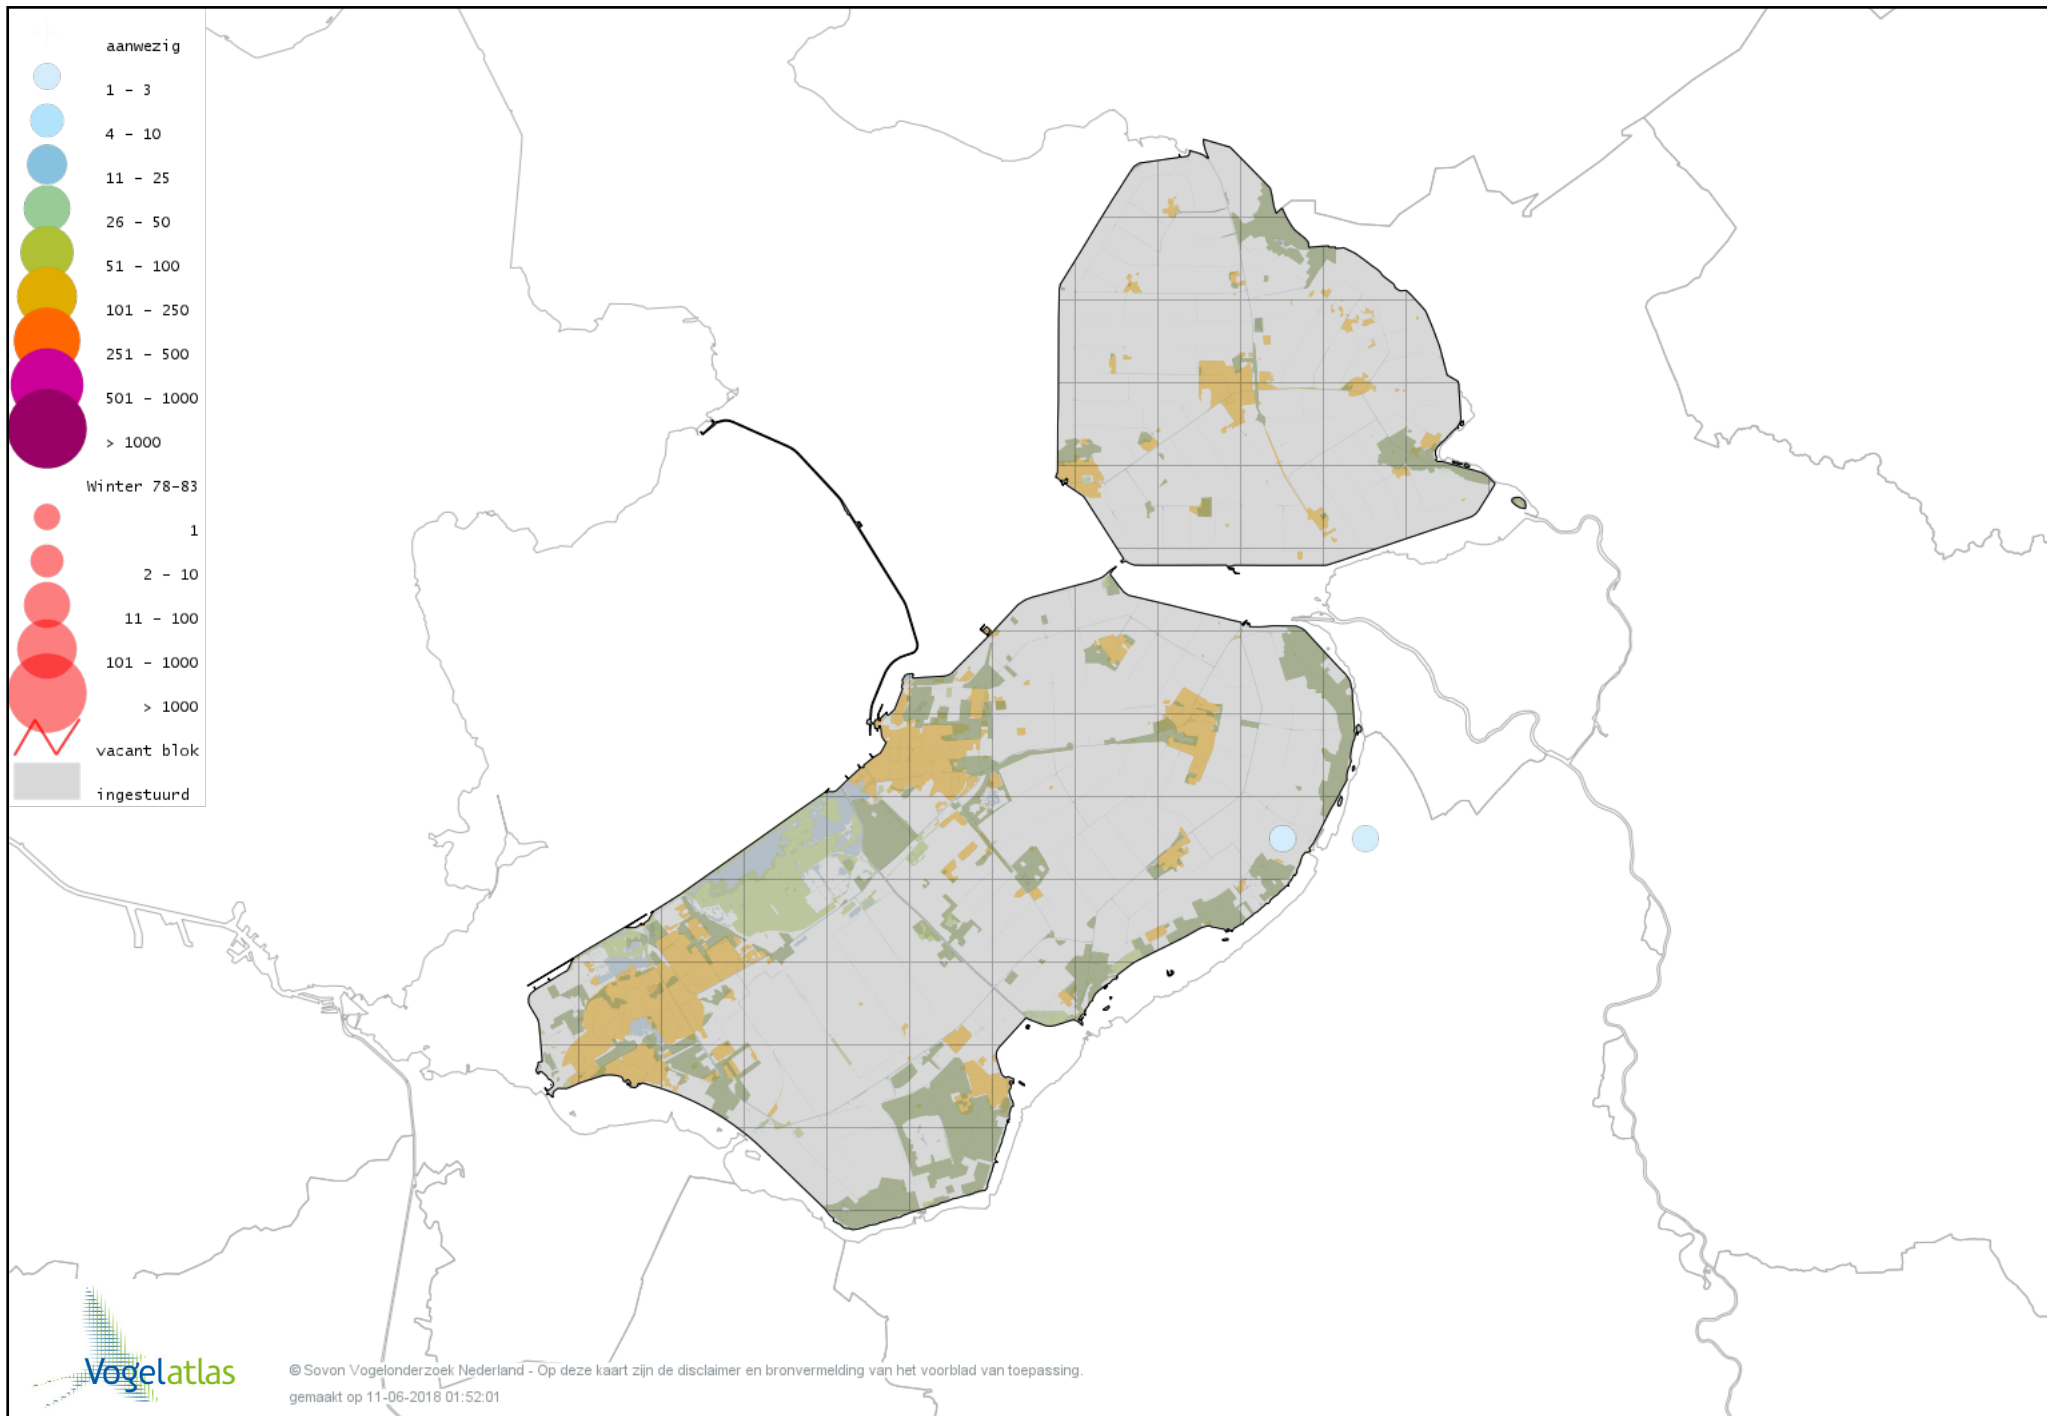 aanwezig
1 - 3
4 - 10
11 - 25
26 - 50
51 - 100
101 - 250
251 - 500
501 - 1000
> 1000
Winter 78-83
1
2 - 10
11 - 100
101 - 1000
> 1000
vacant blok
ingestuurd
Vogelatlas
© Sovon Vogelonderzoek Nederland - Op deze kaart zijn de disclaimer en bronvermelding van het voorblad van toepassing.
gemaakt op 11-06-2018 01:52:01